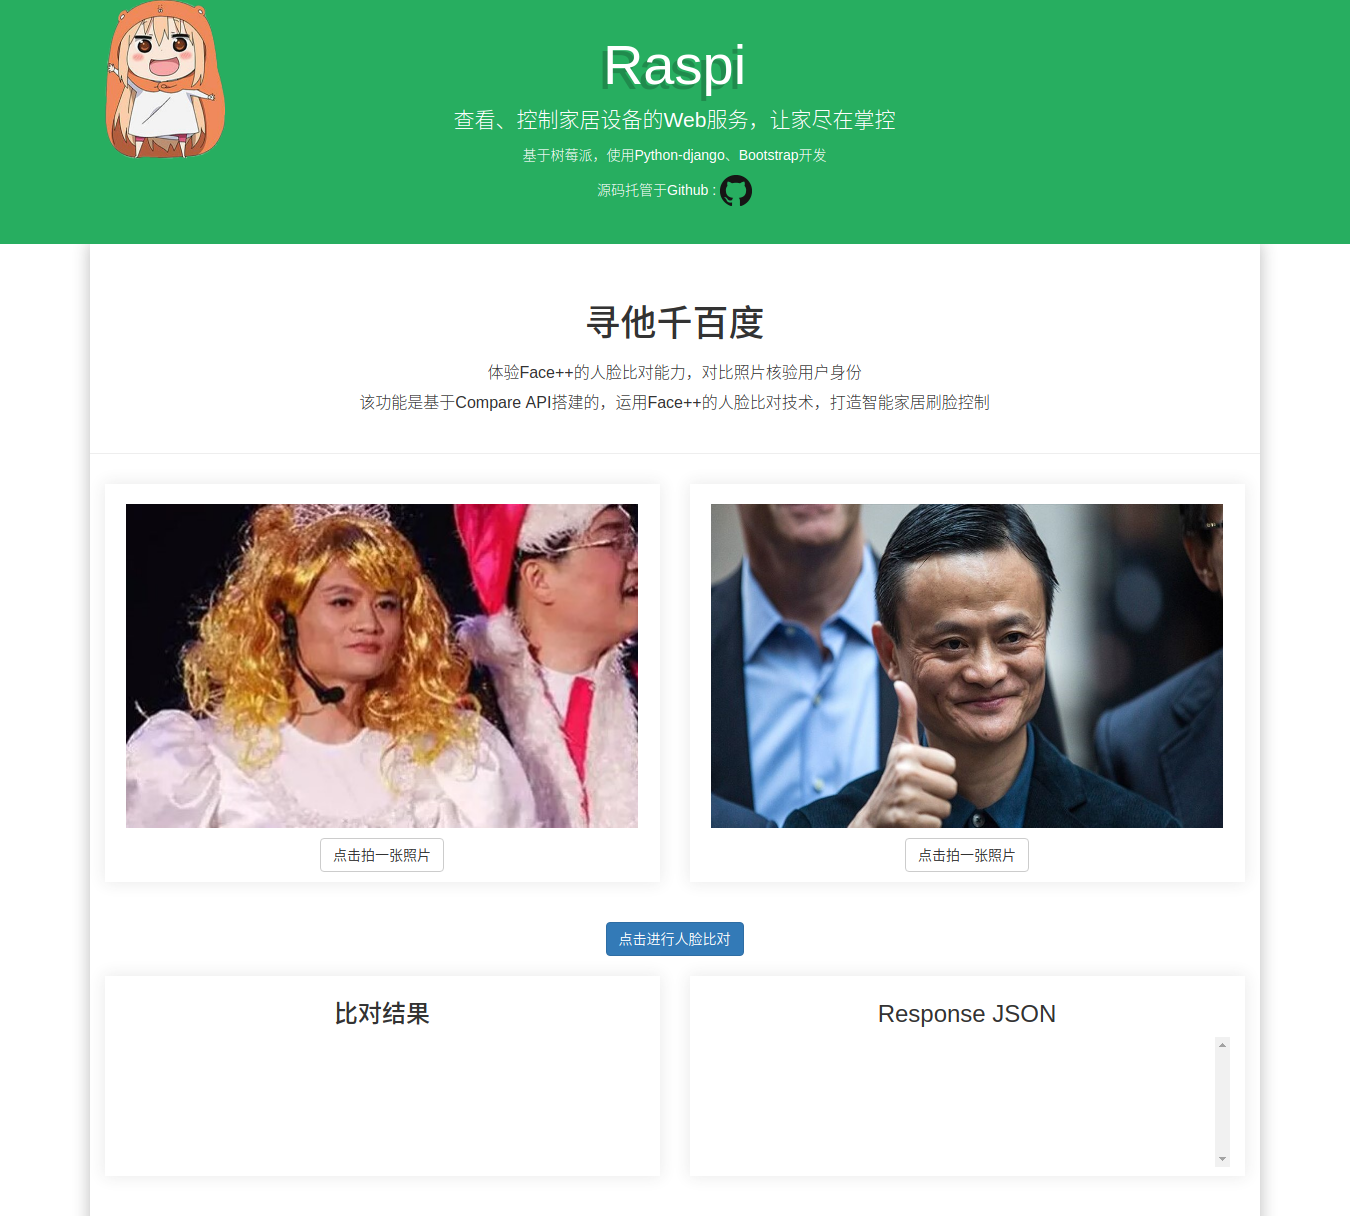 Raspi
查看、控制家居设备的Web服务，让家尽在掌控
基于树莓派，使用Python-django、Bootstrap开发
源码托管于Github :
寻他千百度
体验Face++的人脸比对能力，对比照片核验用户身份
该功能是基于Compare API搭建的，运用Face++的人脸比对技术，打造智能家居刷脸控制
点击拍一张照片
点击拍一张照片
点击进行人脸比对
比对结果
Response JSON